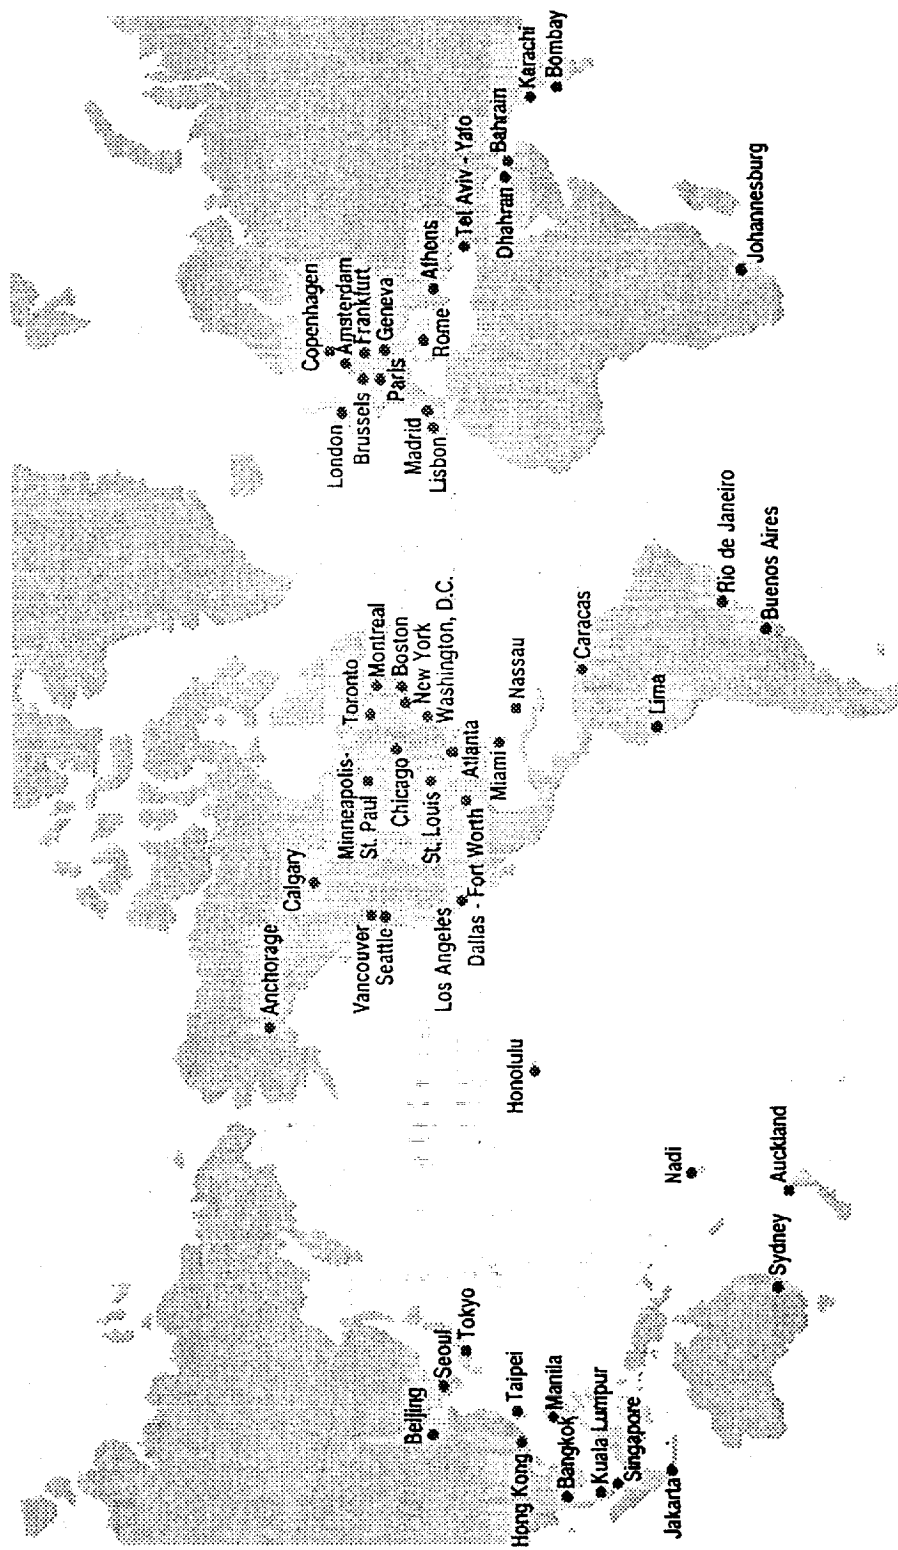 Anchorage
Calgary
Vancouver
Seattle
Minneapolis-
St. Paul
Toronto
Montreal
Chicago
Boston
New York
Washington, D.C.
St. Louis
Los Angeles
Dallas - Fort Worth
Atlanta
Miami
Nassau
Honolulu
Caracas
Lima
Rio de Janeiro
Buenos Aires
Copenhagen
Amsterdam
London
Frankfurt
Brussels
Geneva
Paris
Madrid
Lisbon
Rome
Athons
Tel Aviv - Yafo
Dhahran
Bahrain
Karachi
Bombay
Johannesburg
Beijing
Seoul
Tokyo
Hong Kong
Taipei
Bangkok
Manila
Kuala Lumpur
Singapore
Jakarta
Nadi
Sydney
Auckland